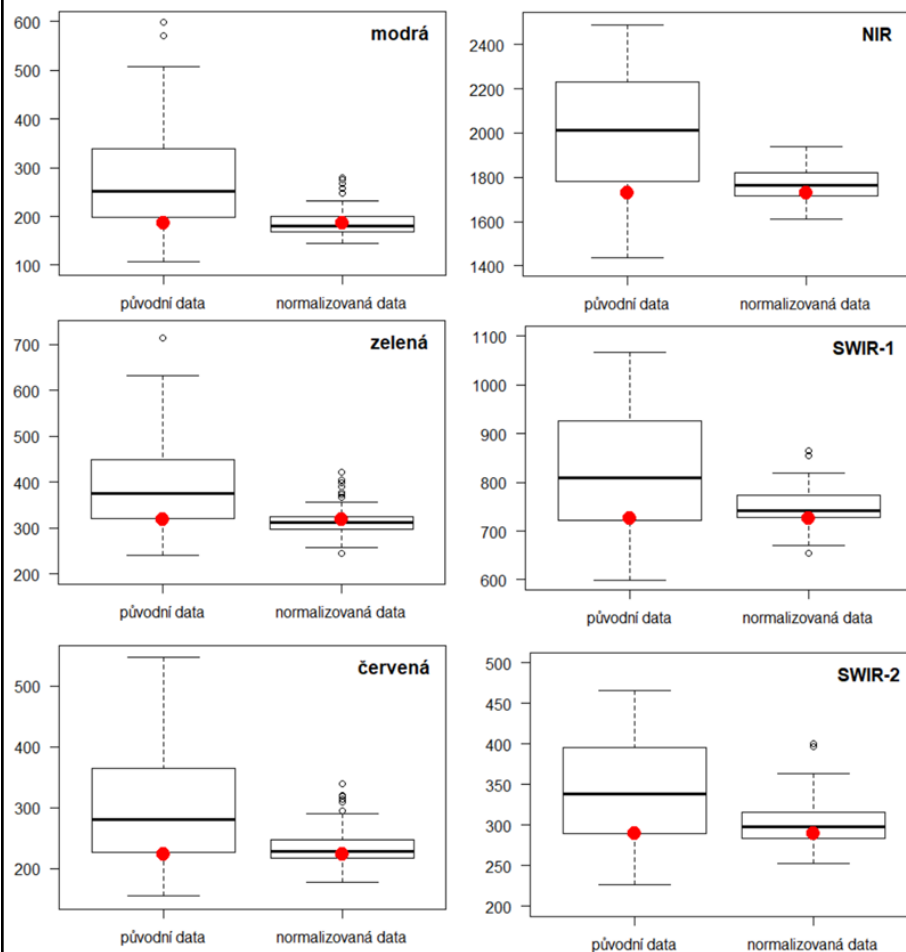 modrá
600
500
400
300
200
100
původní data normalizovaná data
NIR
2400
2200
2000
1800
1600
1400
původní data normalizovaná data
zelená
700
600
500
400
300
200
původní data normalizovaná data
SWIR-1
1100
1000
900
800
700
600
původní data normalizovaná data
červená
500
400
300
200
původní data normalizovaná data
SWIR-2
500
450
400
350
300
250
200
původní data normalizovaná data